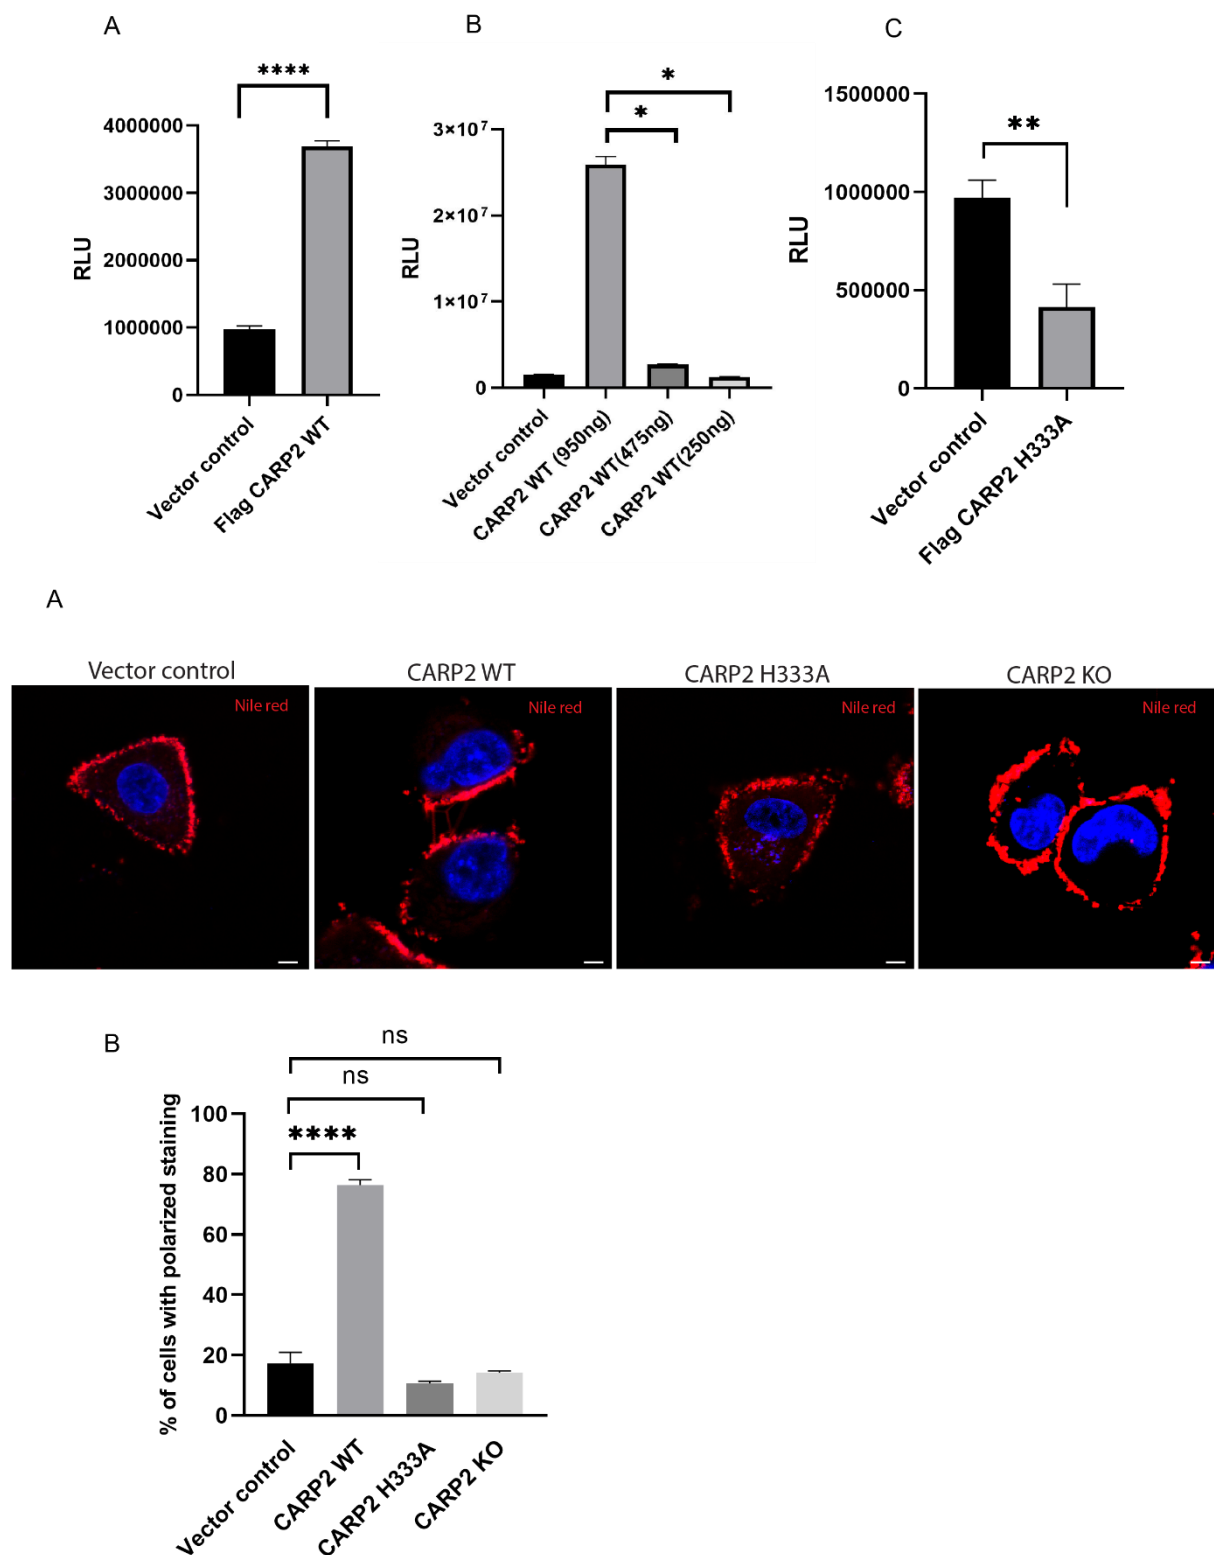 A
B
C
****
*
*
**
4000000
3000000
2000000
1000000
0
RLU
Vector control
Flag CARP2 WT
3×10⁷
2×10⁷
1×10⁷
0
RLU
Vector control
CARP2 WT (950ng)
CARP2 WT(475ng)
CARP2 WT(250ng)
1500000
1000000
500000
0
RLU
Vector control
Flag CARP2 H333A
A
Vector control
CARP2 WT
CARP2 H333A
CARP2 KO
Nile red
Nile red
Nile red
Nile red
B
ns
ns
****
100
80
60
40
20
0
% of cells with polarized staining
Vector control
CARP2 WT
CARP2 H333A
CARP2 KO